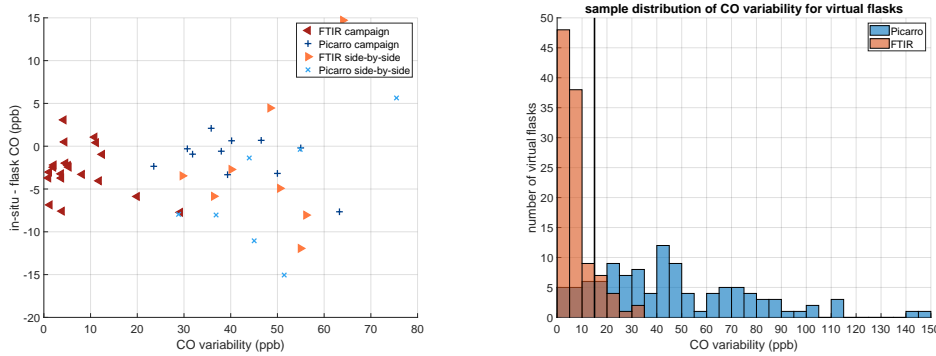 sample distribution of CO variability for virtual flasks
15
10
5
0
-5
-10
-15
-20
in-situ - flask CO (ppb)
0 10 20 30 40 50 60 70 80
CO variability (ppb)
FTIR campaign
Picarro campaign
FTIR side-by-side
Picarro side-by-side
50
45
40
35
30
25
20
15
10
5
0
number of virtual flasks
0 10 20 30 40 50 60 70 80 90 100 110 120 130 140 150
CO variability (ppb)
Picarro
FTIR